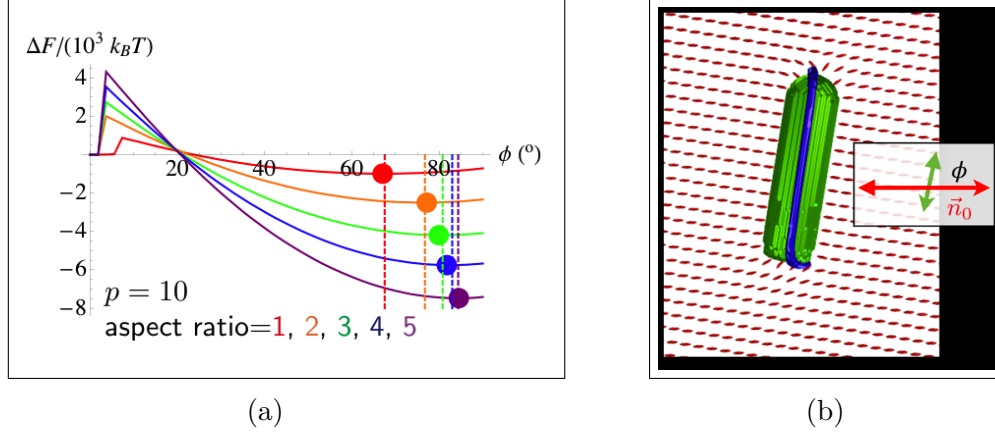 ΔF/(10³ k_BT)
4
2
−2
−4
−6
−8
20 40 60 80
ϕ (º)
p = 10
aspect ratio=1, 2, 3, 4, 5
(a)
ϕ
n⃗₀
(b)